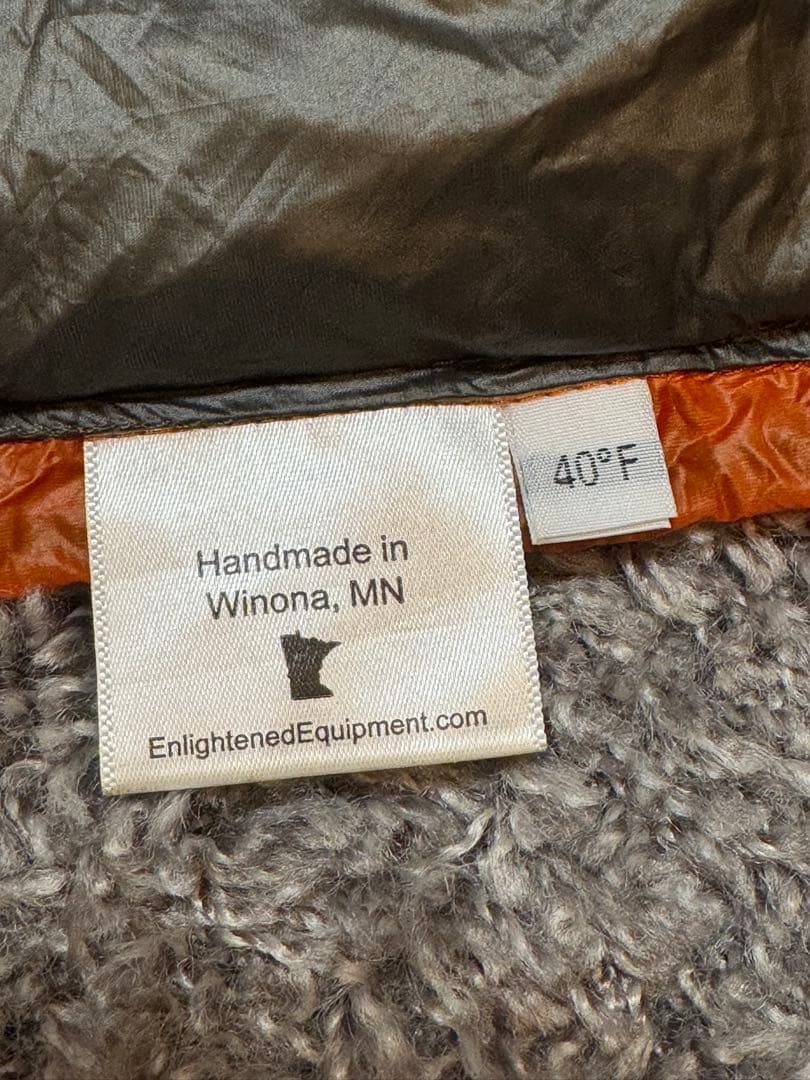 Handmade in
Winona, MN
EnlightenedEquipment.com
40°F